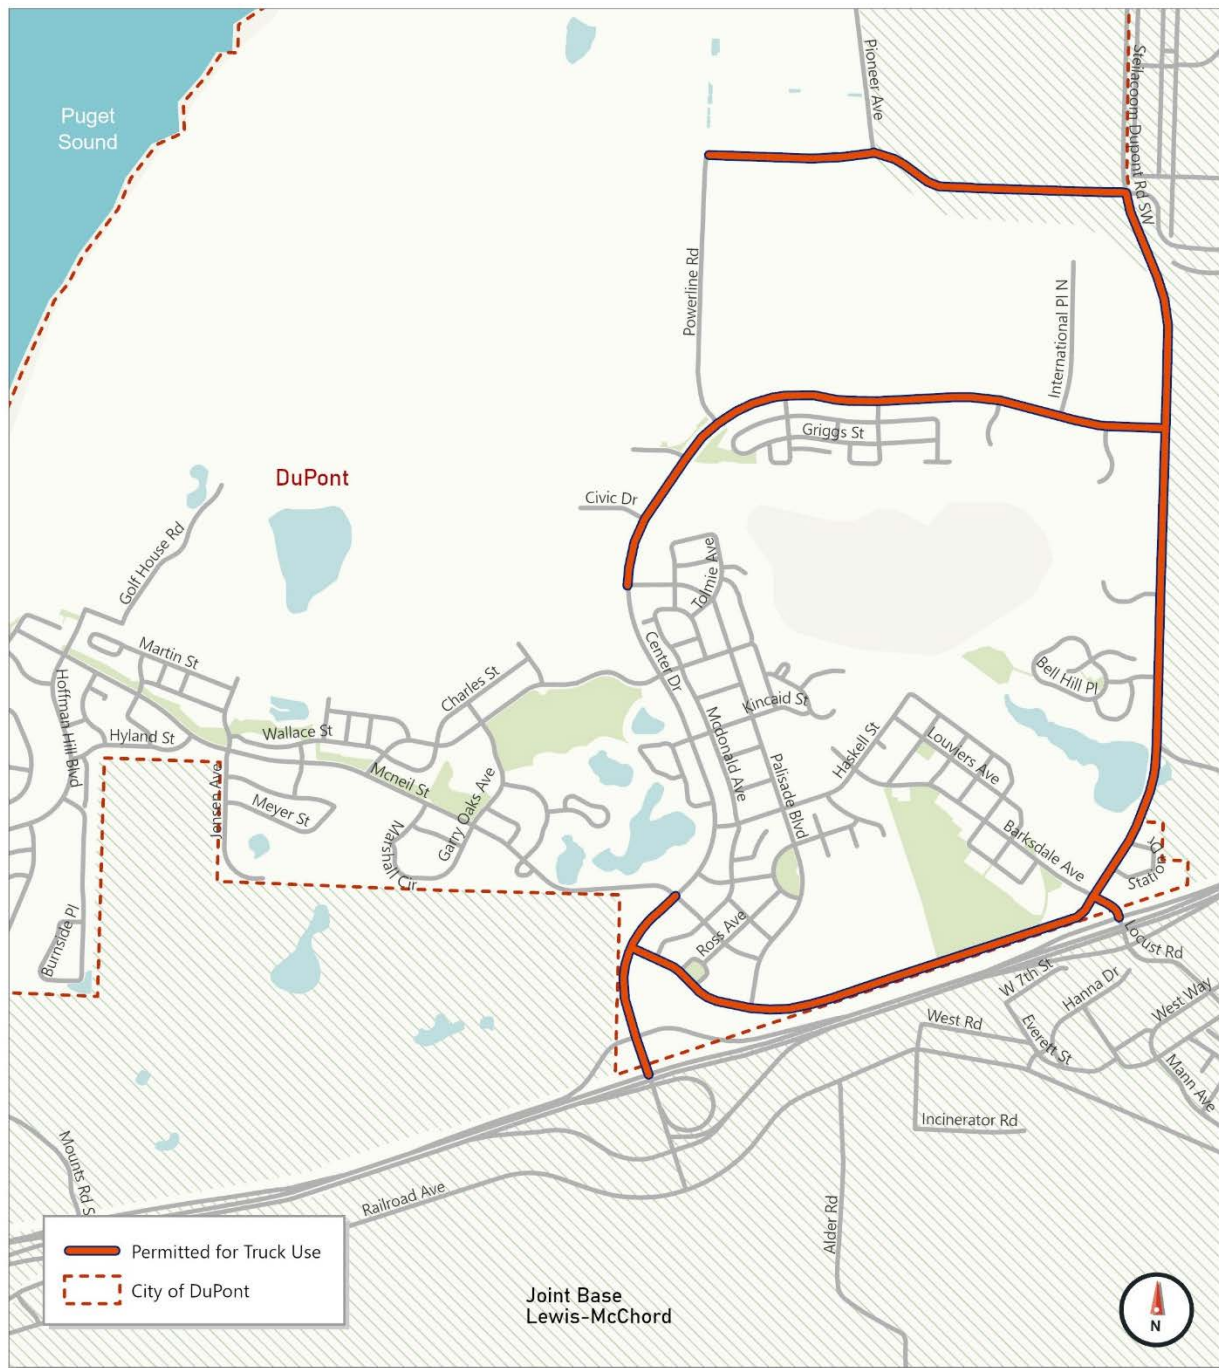 Puget
Sound
Pioneer Ave
Steilacoom Dupont Rd SW
Powerline Rd
International Pl N
Griggs St
DuPont
Civic Dr
Golf House Rd
Tolmie Ave
Martin St
Center Dr
Charles St
Bell Hill Pl
Hoffman Hill Blvd
Kincaid St
Hyland St
Wallace St
Mcdonald Ave
Haskell St
Louviers Ave
Mcneil St
Palisade Blvd
Jensen Ave
Meyer St
Garry Oaks Ave
Marshall Cir
Barksdale Ave
Station Dr
Burnside Pl
Ross Ave
Locust Rd
W 7th St
Hanna Dr
West Way
West Rd
Everett St
Mann Ave
Incinerator Rd
Mounts Rd S
Railroad Ave
Alder Rd
Permitted for Truck Use
City of DuPont
Joint Base
Lewis-McChord
N